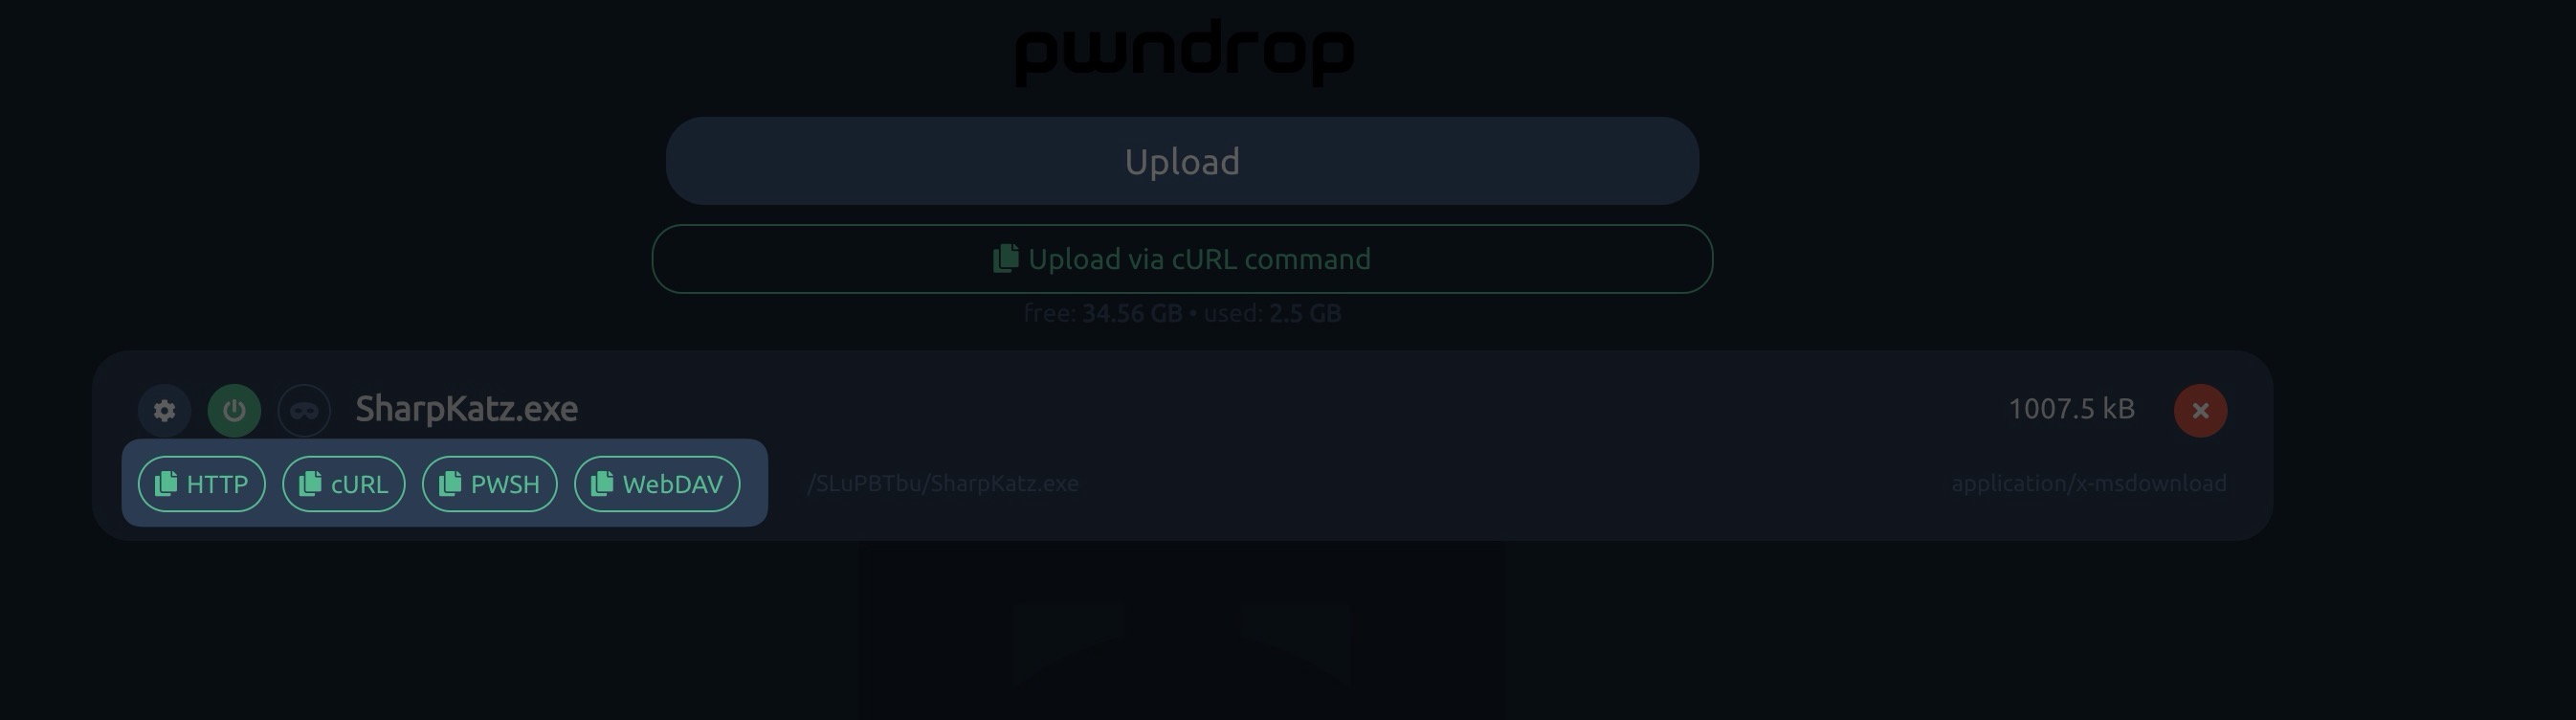 pwndrop
Upload
Upload via cURL command
free: 34.56 GB • used: 2.5 GB
SharpKatz.exe 1007.5 kB
HTTP cURL PWSH WebDAV /SLuPBTbu/SharpKatz.exe application/x-msdownload